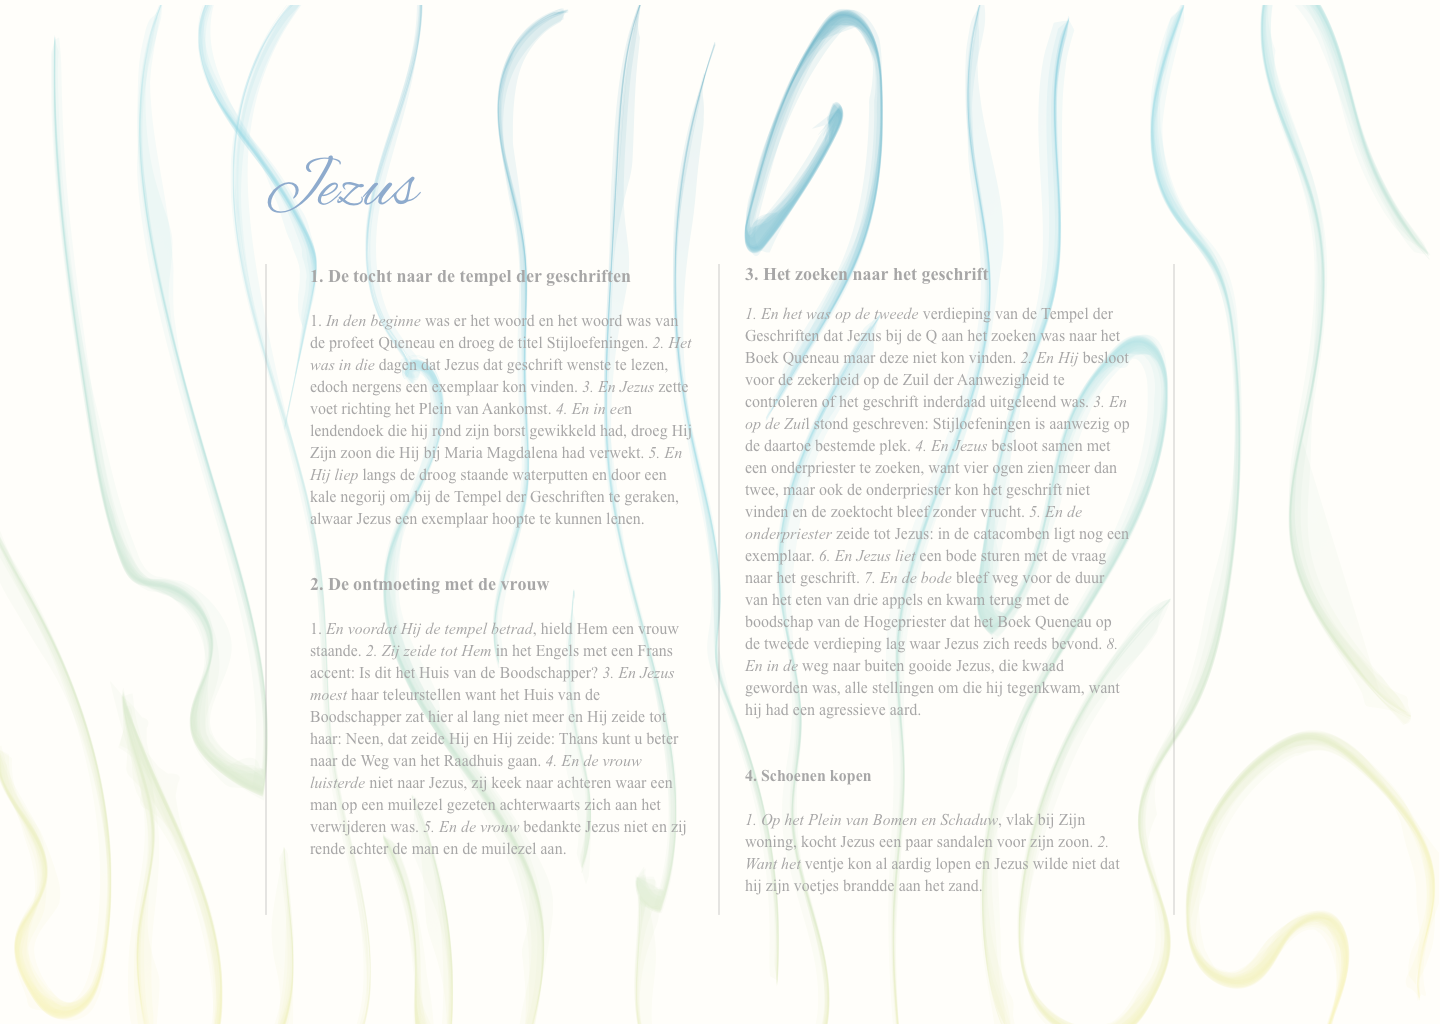 Jezus
1. De tocht naar de tempel der geschriften
1. In den beginne was er het woord en het woord was van
de profeet Queneau en droeg de titel Stijloefeningen. 2. Het
was in die dagen dat Jezus dat geschrift wenste te lezen,
edoch nergens een exemplaar kon vinden. 3. En Jezus zette
voet richting het Plein van Aankomst. 4. En in een
lendendoek die hij rond zijn borst gewikkeld had, droeg Hij
Zijn zoon die Hij bij Maria Magdalena had verwekt. 5. En
Hij liep langs de droog staande waterputten en door een
kale negorij om bij de Tempel der Geschriften te geraken,
alwaar Jezus een exemplaar hoopte te kunnen lenen.
2. De ontmoeting met de vrouw
1. En voordat Hij de tempel betrad, hield Hem een vrouw
staande. 2. Zij zeide tot Hem in het Engels met een Frans
accent: Is dit het Huis van de Boodschapper? 3. En Jezus
moest haar teleurstellen want het Huis van de
Boodschapper zat hier al lang niet meer en Hij zeide tot
haar: Neen, dat zeide Hij en Hij zeide: Thans kunt u beter
naar de Weg van het Raadhuis gaan. 4. En de vrouw
luisterde niet naar Jezus, zij keek naar achteren waar een
man op een muilezel gezeten achterwaarts zich aan het
verwijderen was. 5. En de vrouw bedankte Jezus niet en zij
rende achter de man en de muilezel aan.
3. Het zoeken naar het geschrift
1. En het was op de tweede verdieping van de Tempel der
Geschriften dat Jezus bij de Q aan het zoeken was naar het
Boek Queneau maar deze niet kon vinden. 2. En Hij besloot
voor de zekerheid op de Zuil der Aanwezigheid te
controleren of het geschrift inderdaad uitgeleend was. 3. En
op de Zuil stond geschreven: Stijloefeningen is aanwezig op
de daartoe bestemde plek. 4. En Jezus besloot samen met
een onderpriester te zoeken, want vier ogen zien meer dan
twee, maar ook de onderpriester kon het geschrift niet
vinden en de zoektocht bleef zonder vrucht. 5. En de
onderpriester zeide tot Jezus: in de catacomben ligt nog een
exemplaar. 6. En Jezus liet een bode sturen met de vraag
naar het geschrift. 7. En de bode bleef weg voor de duur
van het eten van drie appels en kwam terug met de
boodschap van de Hogepriester dat het Boek Queneau op
de tweede verdieping lag waar Jezus zich reeds bevond. 8.
En in de weg naar buiten gooide Jezus, die kwaad
geworden was, alle stellingen om die hij tegenkwam, want
hij had een agressieve aard.
4. Schoenen kopen
1. Op het Plein van Bomen en Schaduw, vlak bij Zijn
woning, kocht Jezus een paar sandalen voor zijn zoon. 2.
Want het ventje kon al aardig lopen en Jezus wilde niet dat
hij zijn voetjes brandde aan het zand.